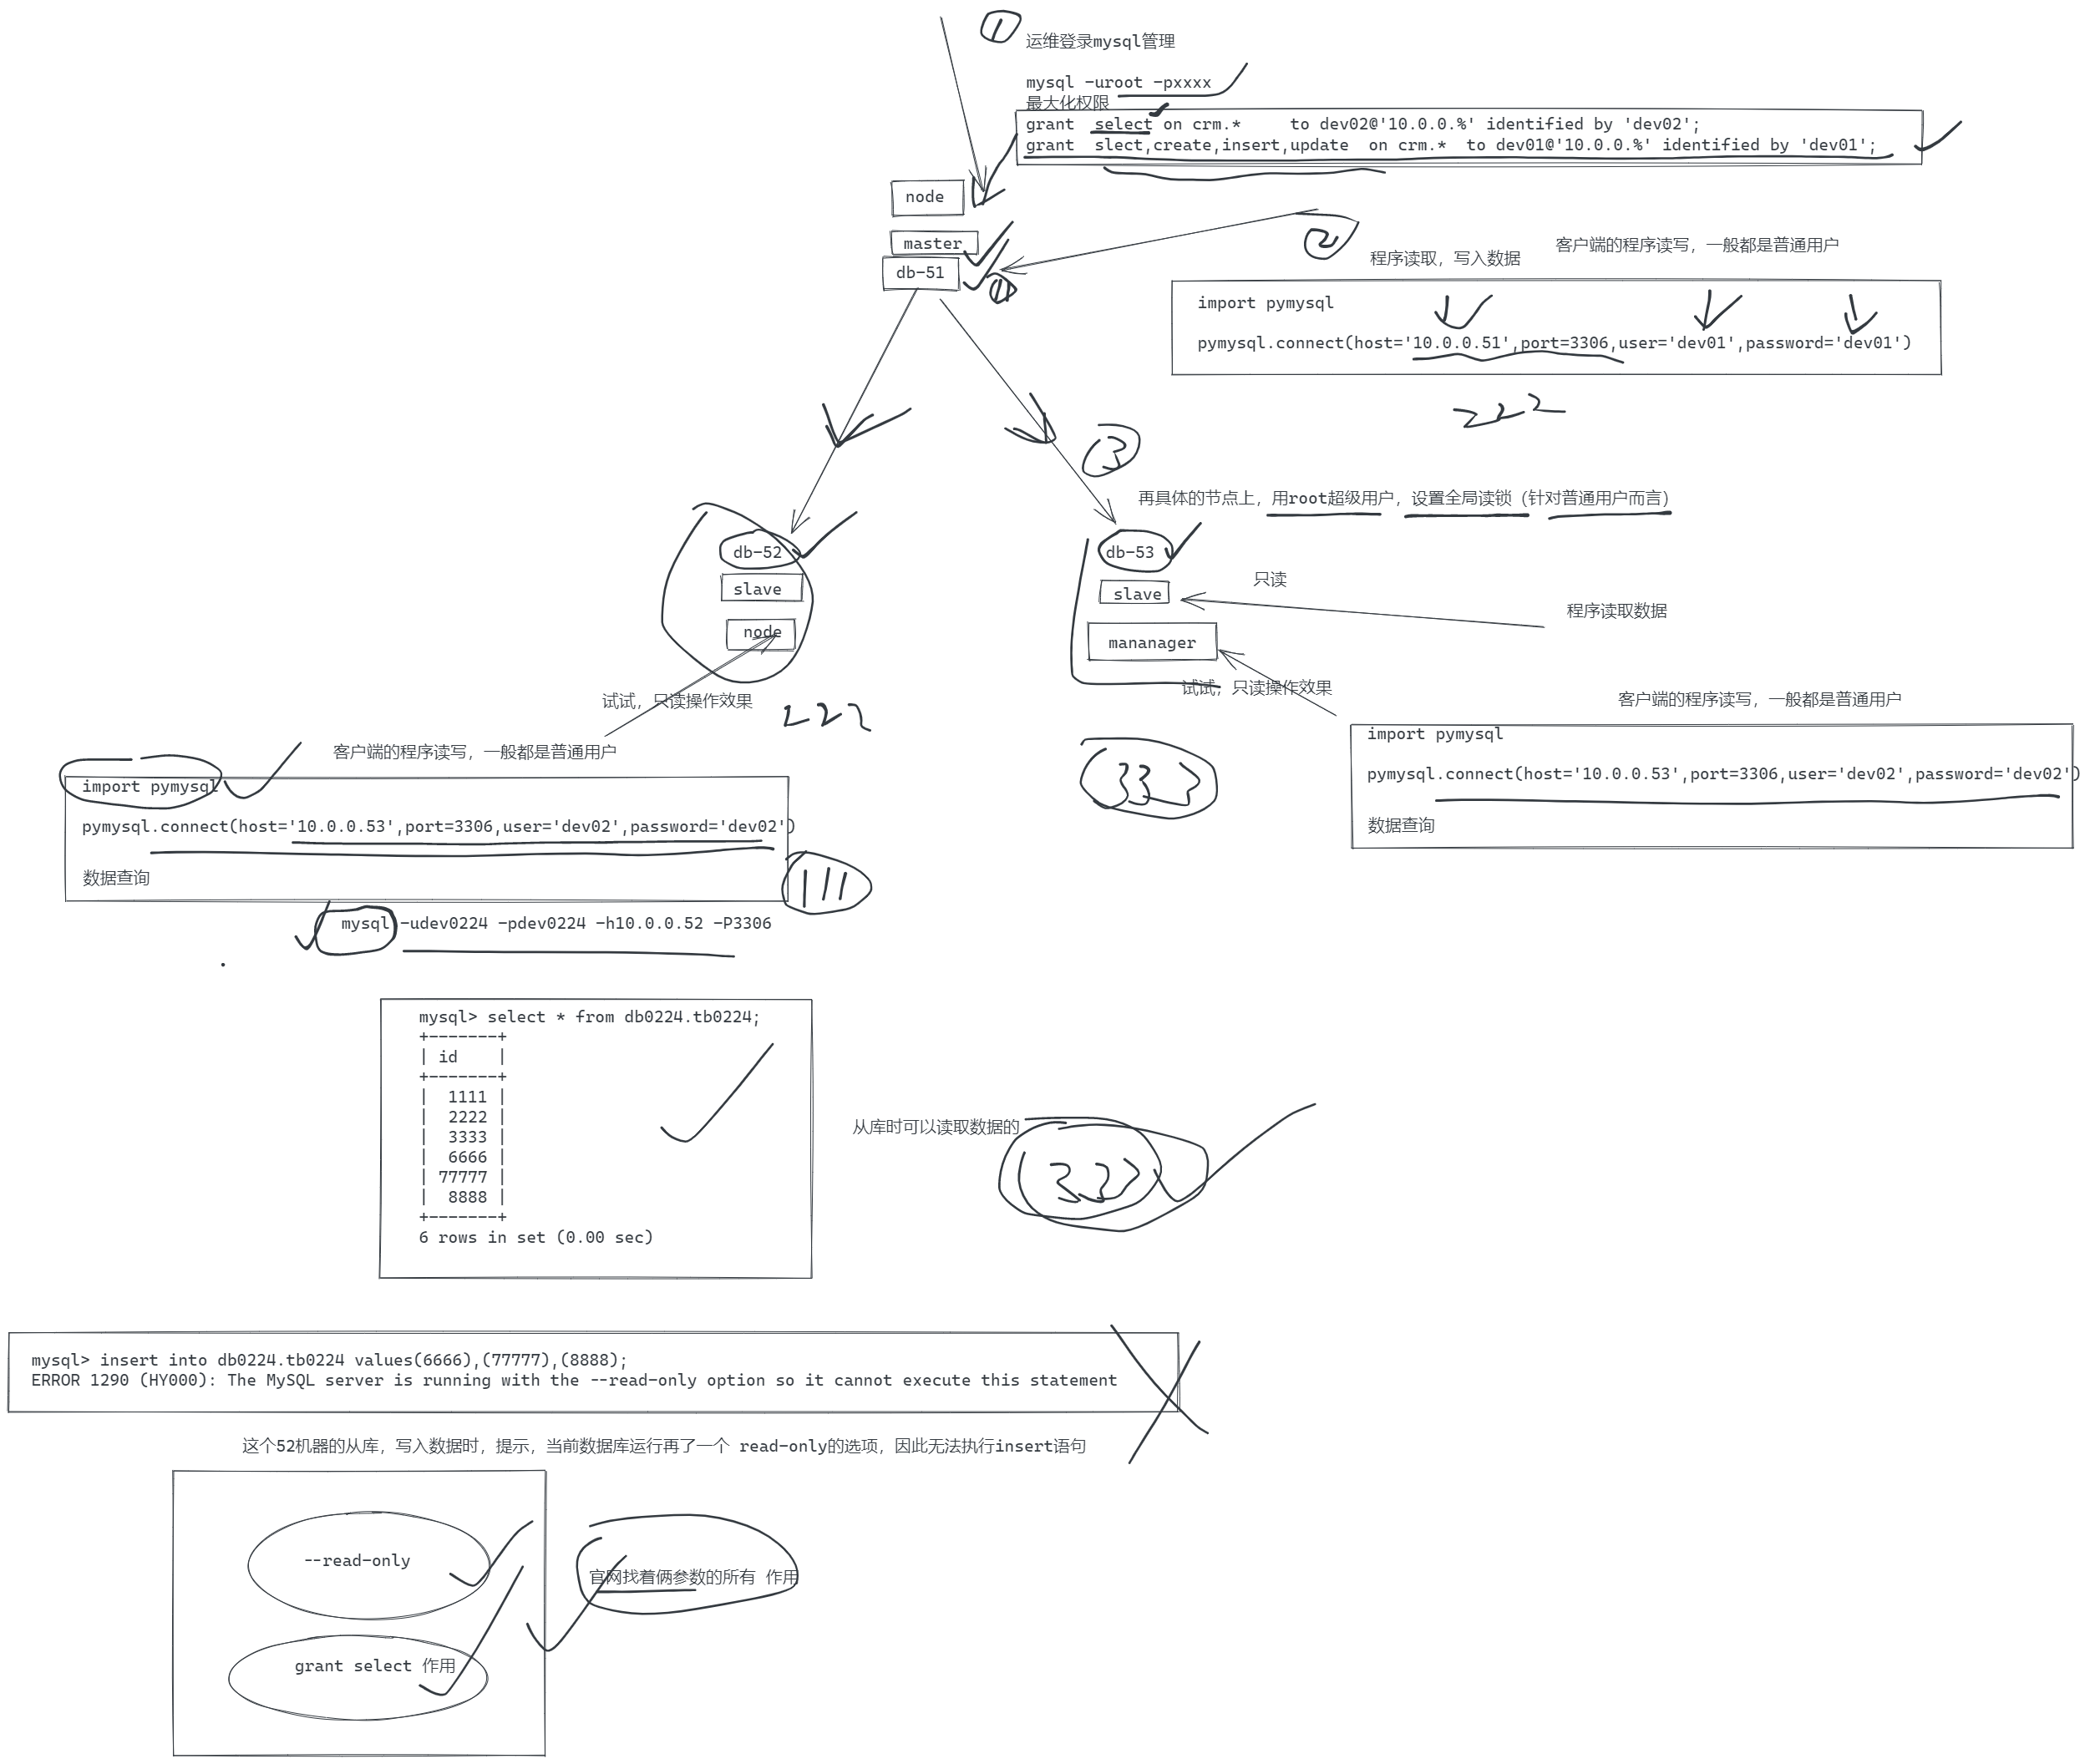 1
运维登录mysql管理
mysql -uroot -pxxxx
最大化权限
grant  select on crm.*     to dev02@'10.0.0.%' identified by 'dev02';
grant  slect,create,insert,update  on crm.*  to dev01@'10.0.0.%' identified by 'dev01';
node
master
db-51
2
程序读取，写入数据
客户端的程序读写，一般都是普通用户
import pymysql
pymysql.connect(host='10.0.0.51',port=3306,user='dev01',password='dev01')
222
3
再具体的节点上，用root超级用户，设置全局读锁（针对普通用户而言）
db-52
slave
node
db-53
slave
mananager
只读
程序读取数据
试试，只读操作效果
222
试试，只读操作效果
客户端的程序读写，一般都是普通用户
import pymysql
pymysql.connect(host='10.0.0.53',port=3306,user='dev02',password='dev02')
数据查询
333
客户端的程序读写，一般都是普通用户
import pymysql
pymysql.connect(host='10.0.0.53',port=3306,user='dev02',password='dev02')
数据查询
111
mysql -udev0224 -pdev0224 -h10.0.0.52 -P3306
mysql> select * from db0224.tb0224;
+-------+
| id    |
+-------+
|  1111 |
|  2222 |
|  3333 |
|  6666 |
| 77777 |
|  8888 |
+-------+
6 rows in set (0.00 sec)
从库时可以读取数据的
mysql> insert into db0224.tb0224 values(6666),(77777),(8888);
ERROR 1290 (HY000): The MySQL server is running with the --read-only option so it cannot execute this statement
这个52机器的从库，写入数据时，提示，当前数据库运行再了一个 read-only的选项，因此无法执行insert语句
--read-only
官网找着俩参数的所有 作用
grant select 作用